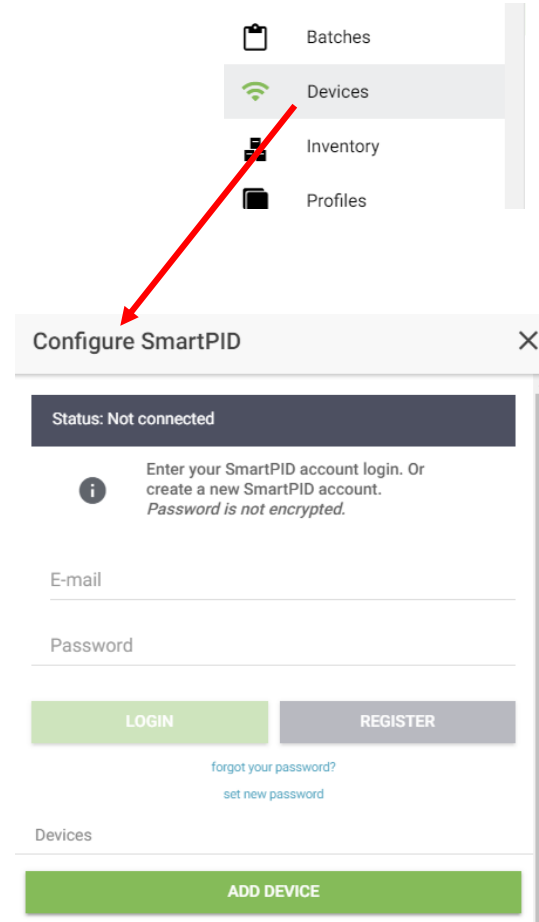 Batches
Devices
Inventory
Profiles
Configure SmartPID
Status: Not connected
Enter your SmartPID account login. Or
create a new SmartPID account.
Password is not encrypted.
E-mail
Password
LOGIN
REGISTER
forgot your password?
set new password
Devices
ADD DEVICE